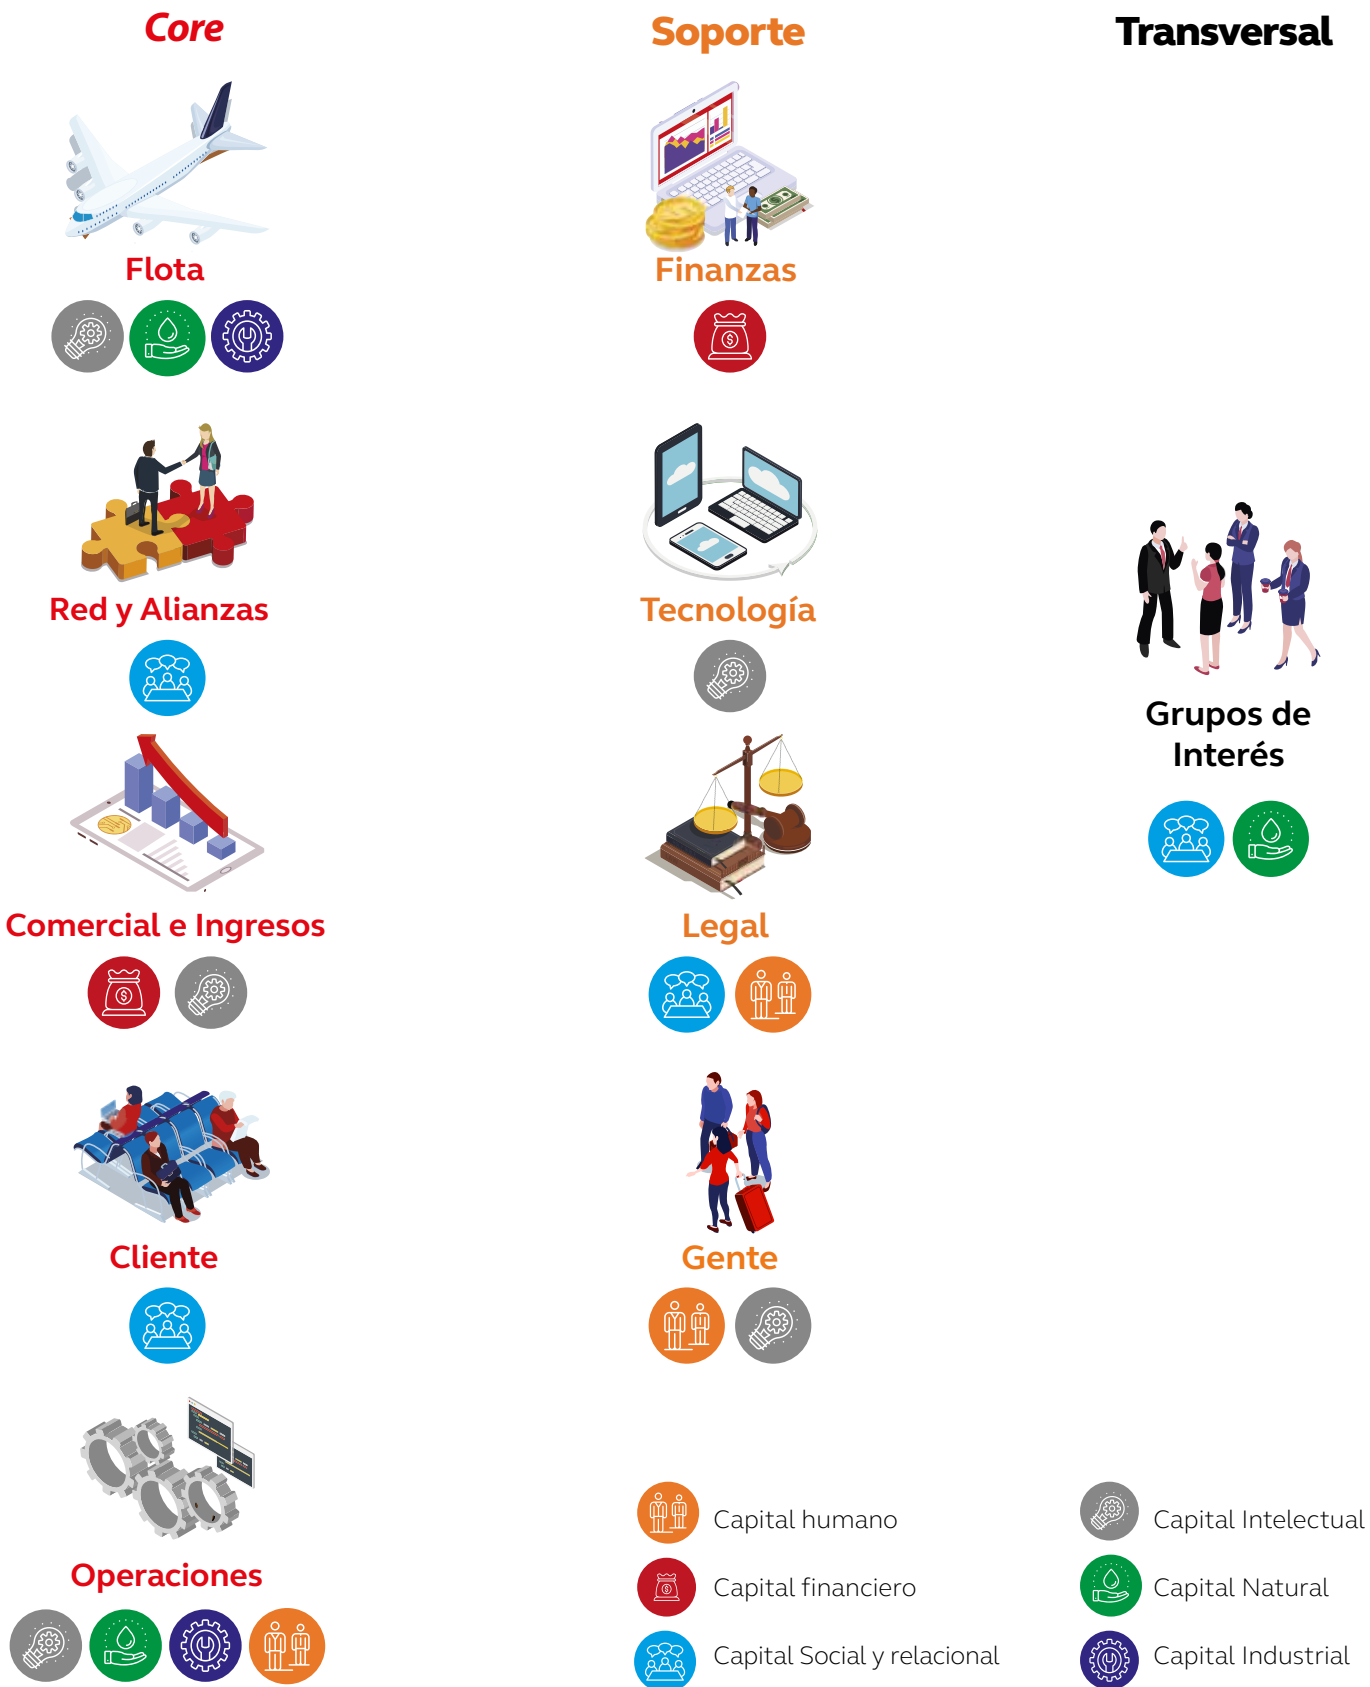 Core
Flota
Red y Alianzas
Comercial e Ingresos
Cliente
Operaciones
Soporte
Finanzas
Tecnología
Legal
Gente
Transversal
Grupos de
Interés
Capital humano
Capital financiero
Capital Social y relacional
Capital Intelectual
Capital Natural
Capital Industrial